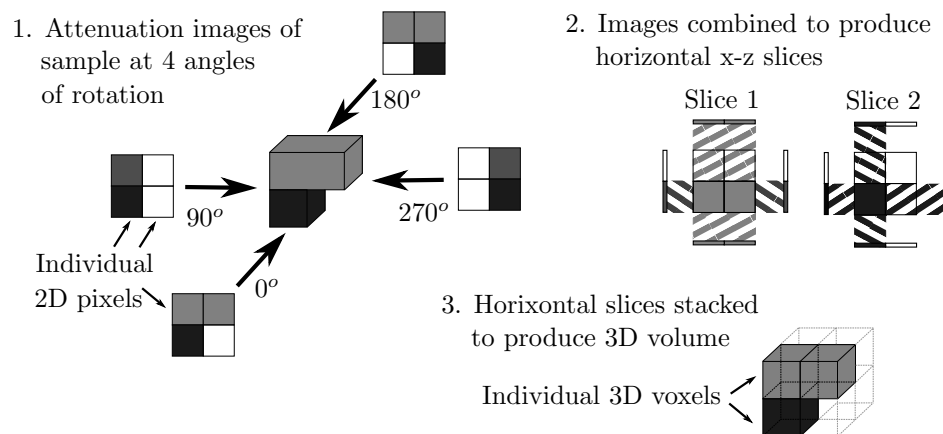 1. Attenuation images of
sample at 4 angles
of rotation
180°
90°
270°
0°
Individual
2D pixels
2. Images combined to produce
horizontal x-z slices
Slice 1
Slice 2
3. Horixontal slices stacked
to produce 3D volume
Individual 3D voxels